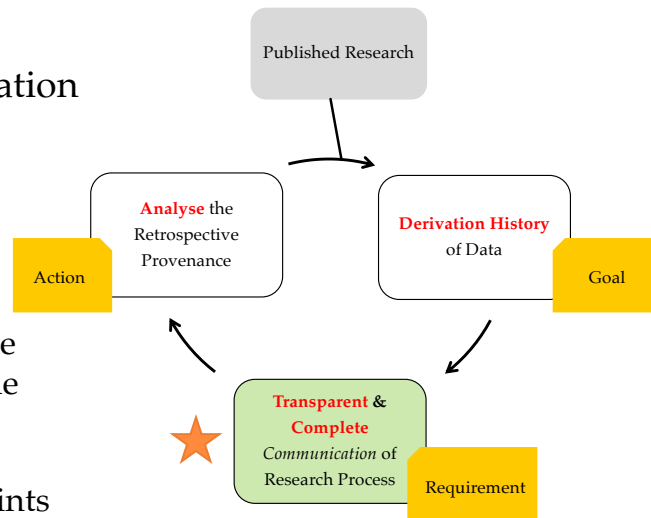 Published Research
ation
Analyse the
Retrospective
Provenance
Action
Derivation History
of Data
Goal
e
e
Transparent &
Complete
Communication of
Research Process
Requirement
ints